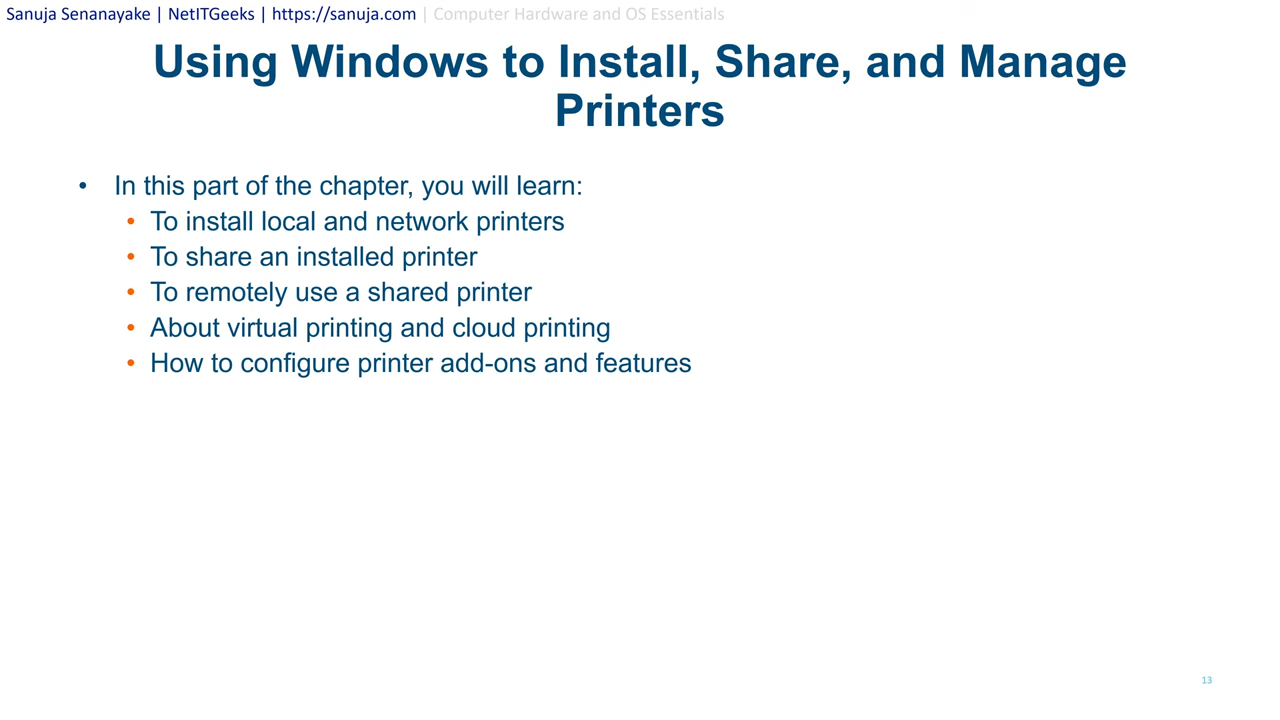 Sanuja Senanayake | NetITGeeks | https://sanuja.com | Computer Hardware and OS Essentials
Using Windows to Install, Share, and Manage
Printers
• In this part of the chapter, you will learn:
• To install local and network printers
• To share an installed printer
• To remotely use a shared printer
• About virtual printing and cloud printing
• How to configure printer add-ons and features
13